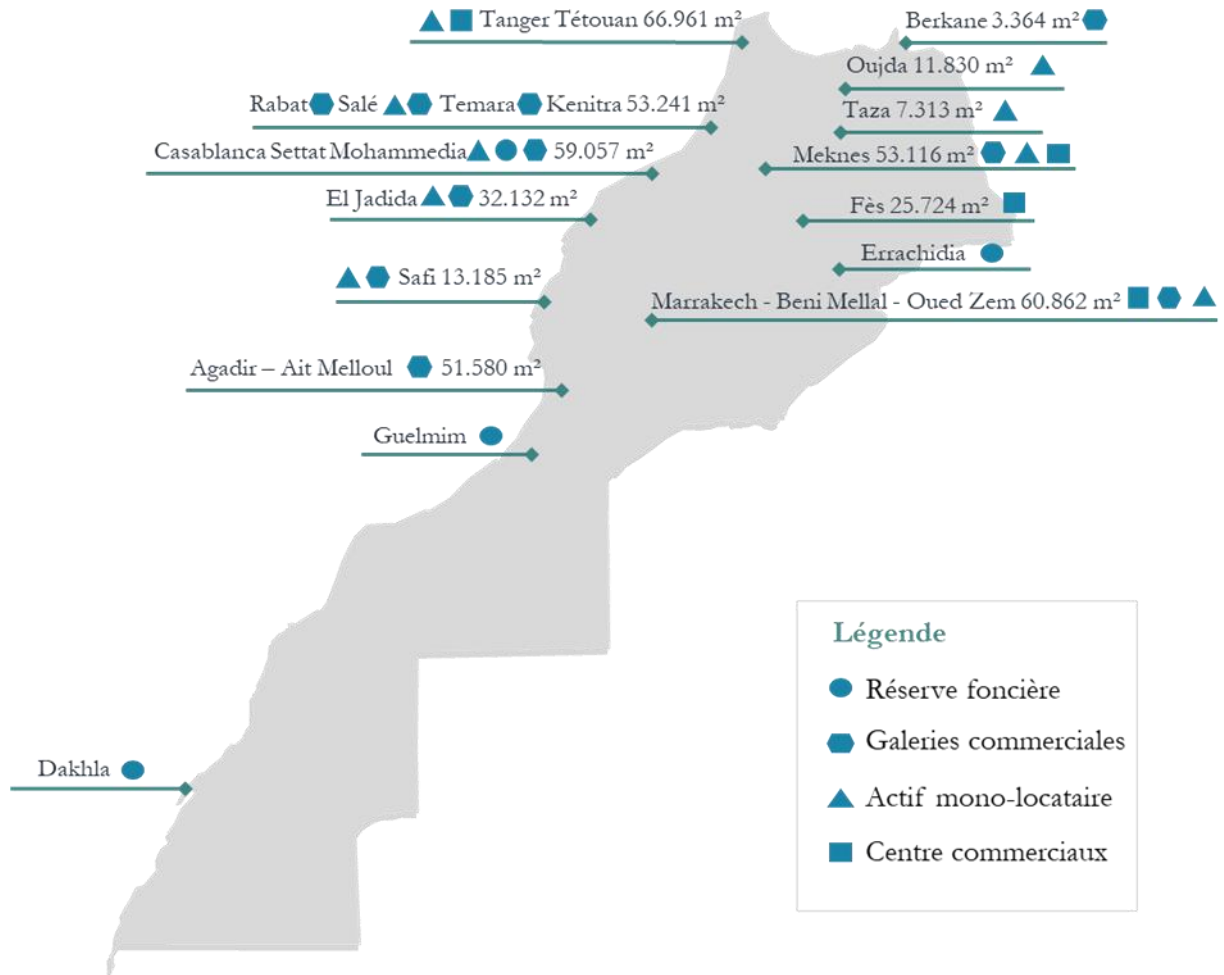 Tanger Tétouan 66.961 m²
Berkane 3.364 m²
Oujda 11.830 m²
Rabat Salé Temara Kenitra 53.241 m²
Taza 7.313 m²
Casablanca Settat Mohammedia 59.057 m²
Meknes 53.116 m²
El Jadida 32.132 m²
Fès 25.724 m²
Errachidia
Safi 13.185 m²
Marrakech - Beni Mellal - Oued Zem 60.862 m²
Agadir – Ait Melloul 51.580 m²
Guelmim
Dakhla
Légende
Réserve foncière
Galeries commerciales
Actif mono-locataire
Centre commerciaux